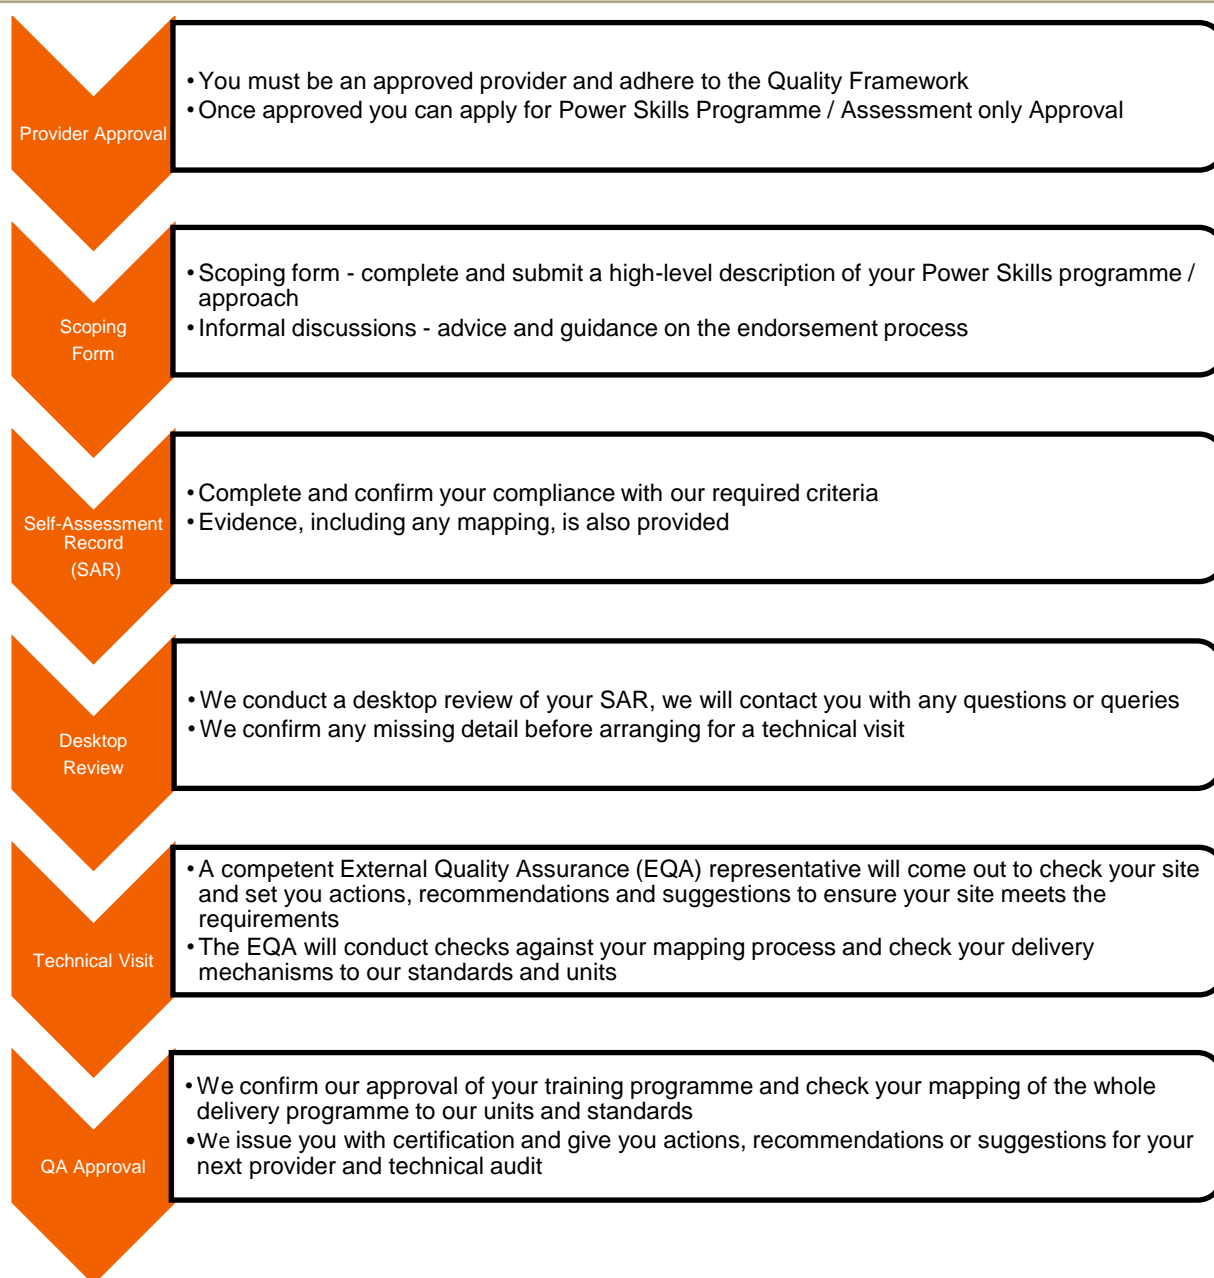 Provider Approval
• You must be an approved provider and adhere to the Quality Framework
• Once approved you can apply for Power Skills Programme / Assessment only Approval
Scoping
Form
• Scoping form - complete and submit a high-level description of your Power Skills programme /
approach
• Informal discussions - advice and guidance on the endorsement process
Self-Assessment
Record
(SAR)
• Complete and confirm your compliance with our required criteria
• Evidence, including any mapping, is also provided
Desktop
Review
• We conduct a desktop review of your SAR, we will contact you with any questions or queries
• We confirm any missing detail before arranging for a technical visit
Technical Visit
• A competent External Quality Assurance (EQA) representative will come out to check your site
and set you actions, recommendations and suggestions to ensure your site meets the
requirements
• The EQA will conduct checks against your mapping process and check your delivery
mechanisms to our standards and units
QA Approval
• We confirm our approval of your training programme and check your mapping of the whole
delivery programme to our units and standards
• We issue you with certification and give you actions, recommendations or suggestions for your
next provider and technical audit